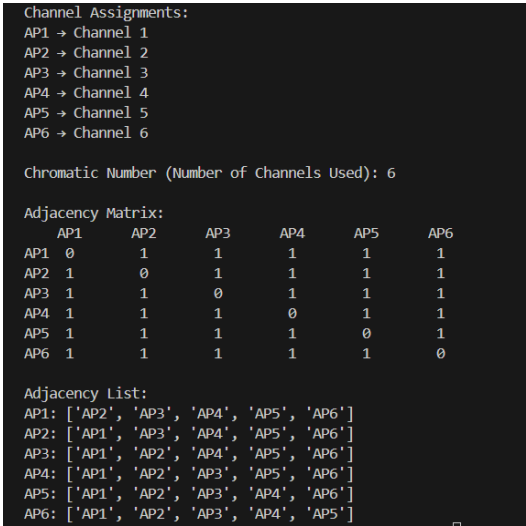 Channel Assignments:
AP1 → Channel 1
AP2 → Channel 2
AP3 → Channel 3
AP4 → Channel 4
AP5 → Channel 5
AP6 → Channel 6
Chromatic Number (Number of Channels Used): 6
Adjacency Matrix:
AP1 AP2 AP3 AP4 AP5 AP6
AP1 0 1 1 1 1 1
AP2 1 0 1 1 1 1
AP3 1 1 0 1 1 1
AP4 1 1 1 0 1 1
AP5 1 1 1 1 0 1
AP6 1 1 1 1 1 0
Adjacency List:
AP1: ['AP2', 'AP3', 'AP4', 'AP5', 'AP6']
AP2: ['AP1', 'AP3', 'AP4', 'AP5', 'AP6']
AP3: ['AP1', 'AP2', 'AP4', 'AP5', 'AP6']
AP4: ['AP1', 'AP2', 'AP3', 'AP5', 'AP6']
AP5: ['AP1', 'AP2', 'AP3', 'AP4', 'AP6']
AP6: ['AP1', 'AP2', 'AP3', 'AP4', 'AP5']